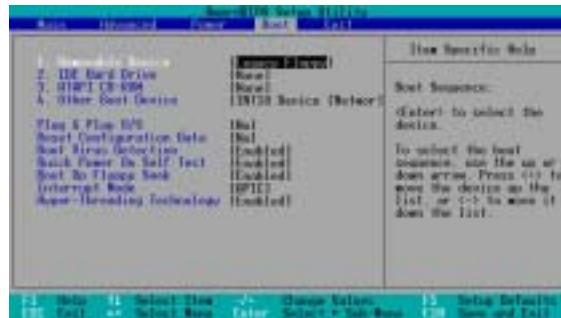 Main Advanced Power Boot Exit
Item Specific Help
1. Removable Device [Legacy Floppy]
2. IDE Hard Drive [None]
3. ATAPI CD-ROM [None]
4. Other Boot Device [INT18 Device (Networ]
Plug & Play O/S [No]
Reset Configuration Data [No]
Boot Virus Detection [Enabled]
Quick Power On Self Test [Enabled]
Boot Up Floppy Seek [Enabled]
Interrupt Mode [APIC]
Hyper-Threading Technology [Enabled]
Boot Sequence:
<Enter> to select the
device.
To select the boot
sequence, use the up or
down arrow. Press <+> to
move the device up the
list, or <-> to move it
down the list.
F1 Help ↑↓ Select Item -/+ Change Values F5 Setup Defaults
ESC Exit ↔ Select Menu Enter Select ▸ Sub-Menu F10 Save and Exit